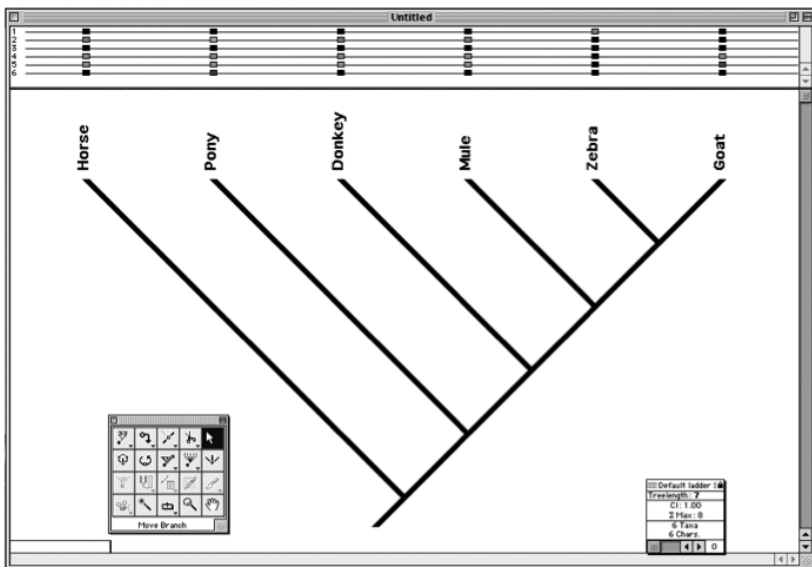 Untitled
1
2
3
4
5
6
Horse
Pony
Donkey
Mule
Zebra
Goat
Move Branch
Default ladder
Treelength: 7
CI: 1.00
Σ Max: 8
6 Taxa
6 Chars.
0